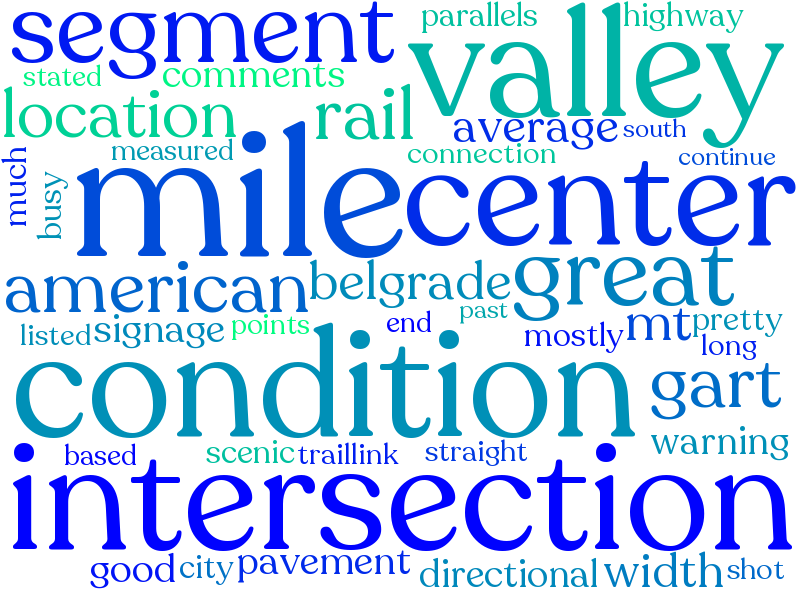 segment
parallels
highway
valley
stated
comments
location
rail
average
south
measured
connection
continue
much
busy
mile
center
american
belgrade
great
past
listed
signage
points
end
mostly
mt
pretty
long
condition
gart
warning
based
scenic
traillink
straight
intersection
good
city
pavement
directional
width
shot